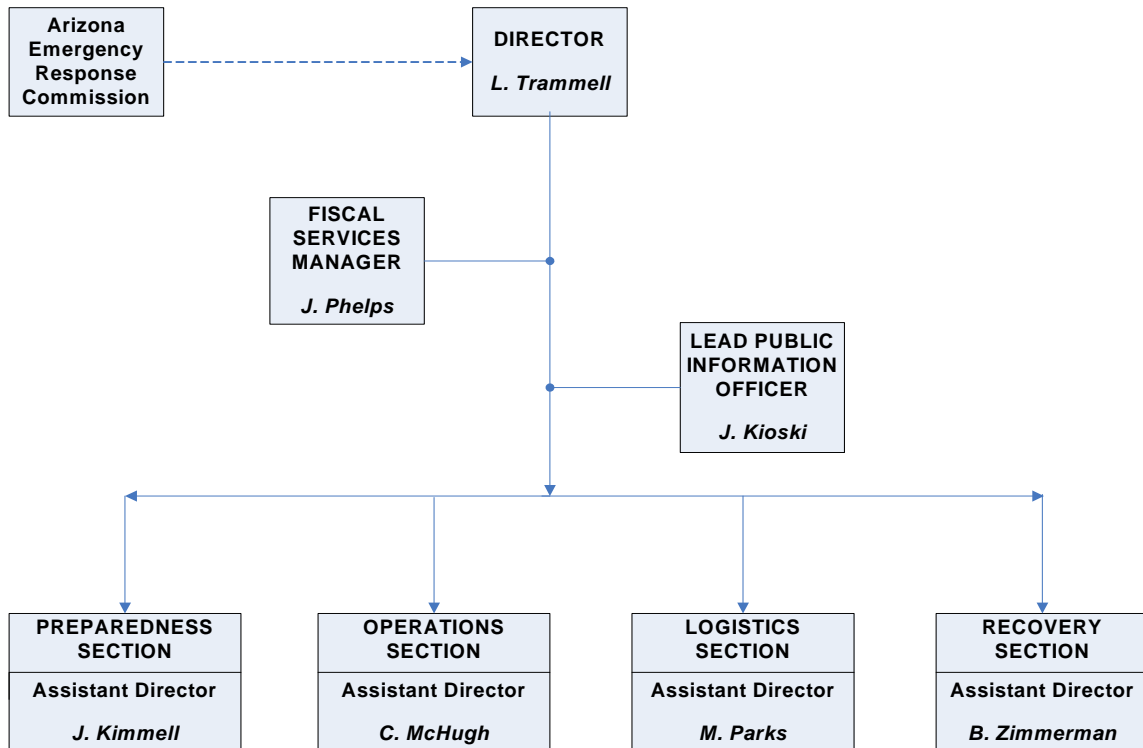 Arizona
Emergency
Response
Commission
DIRECTOR
L. Trammell
FISCAL
SERVICES
MANAGER
J. Phelps
LEAD PUBLIC
INFORMATION
OFFICER
J. Kioski
PREPAREDNESS
SECTION
Assistant Director
J. Kimmell
OPERATIONS
SECTION
Assistant Director
C. McHugh
LOGISTICS
SECTION
Assistant Director
M. Parks
RECOVERY
SECTION
Assistant Director
B. Zimmerman